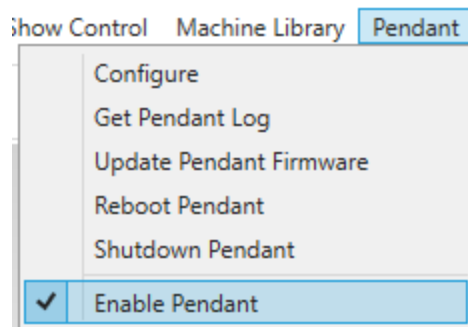 Show Control Machine Library Pendant
Configure
Get Pendant Log
Update Pendant Firmware
Reboot Pendant
Shutdown Pendant
Enable Pendant